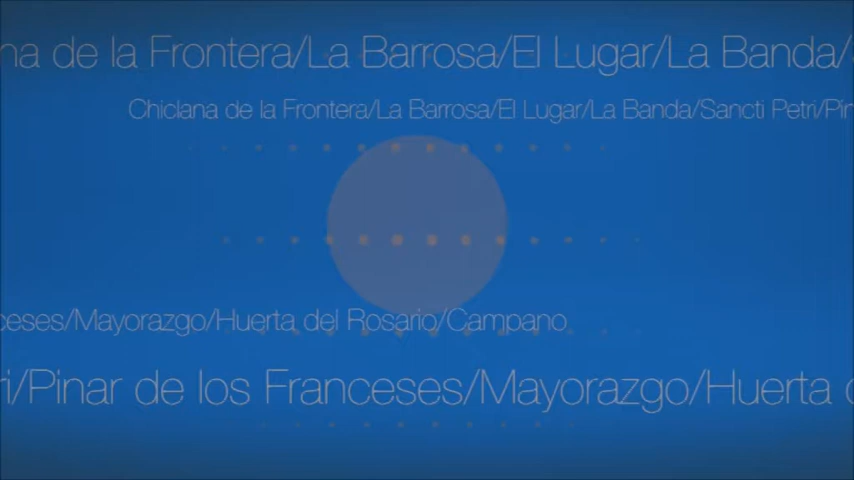 na de la Frontera/La Barrosa/El Lugar/La Banda/
Chiclana de la Frontera/La Barrosa/El Lugar/La Banda/Sancti Petri/Pin
ceses/Mayorazgo/Huerta del Rosario/Campano
ri/Pinar de los Franceses/Mayorazgo/Huerta